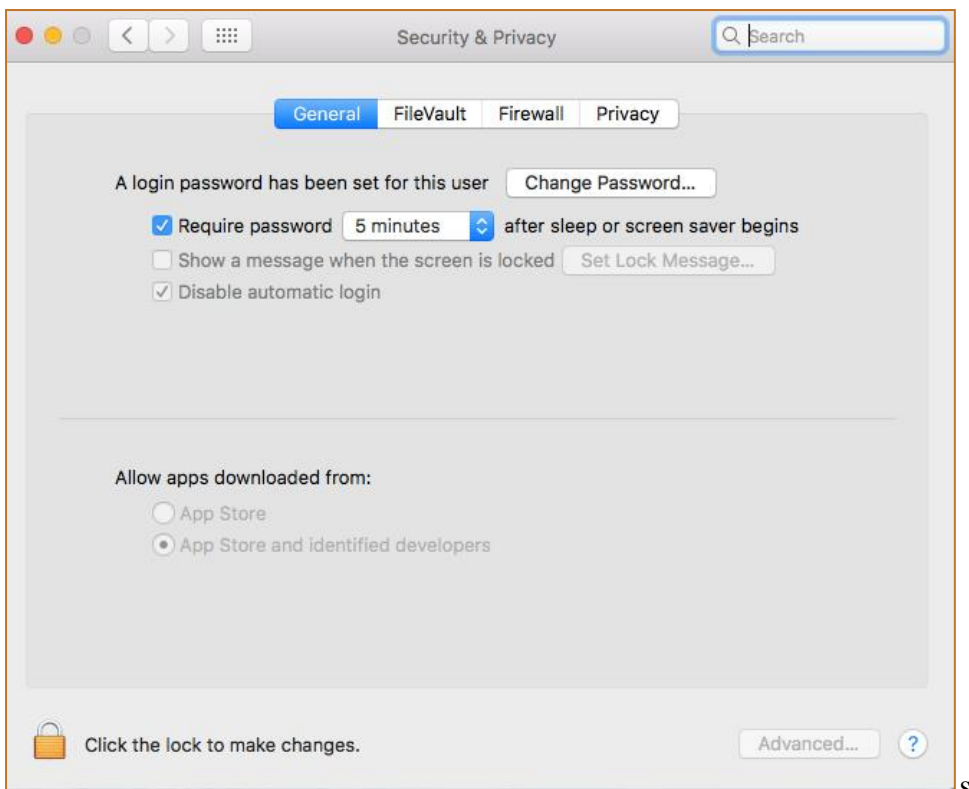 Security & Privacy
Search
General FileVault Firewall Privacy
A login password has been set for this user Change Password...
Require password 5 minutes after sleep or screen saver begins
Show a message when the screen is locked Set Lock Message...
Disable automatic login
Allow apps downloaded from:
App Store
App Store and identified developers
Click the lock to make changes.
Advanced... ?
s